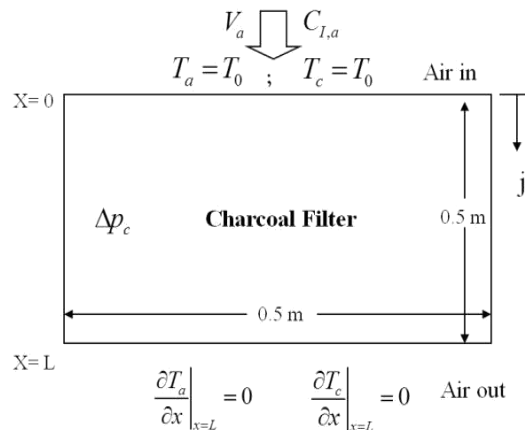 V_a C_{I,a}
T_a = T_0 ; T_c = T_0 Air in
X= 0
j
Δp_c Charcoal Filter 0.5 m
0.5 m
X= L
∂T_a/∂x|_{x=L} = 0 ∂T_c/∂x|_{x=L} = 0 Air out